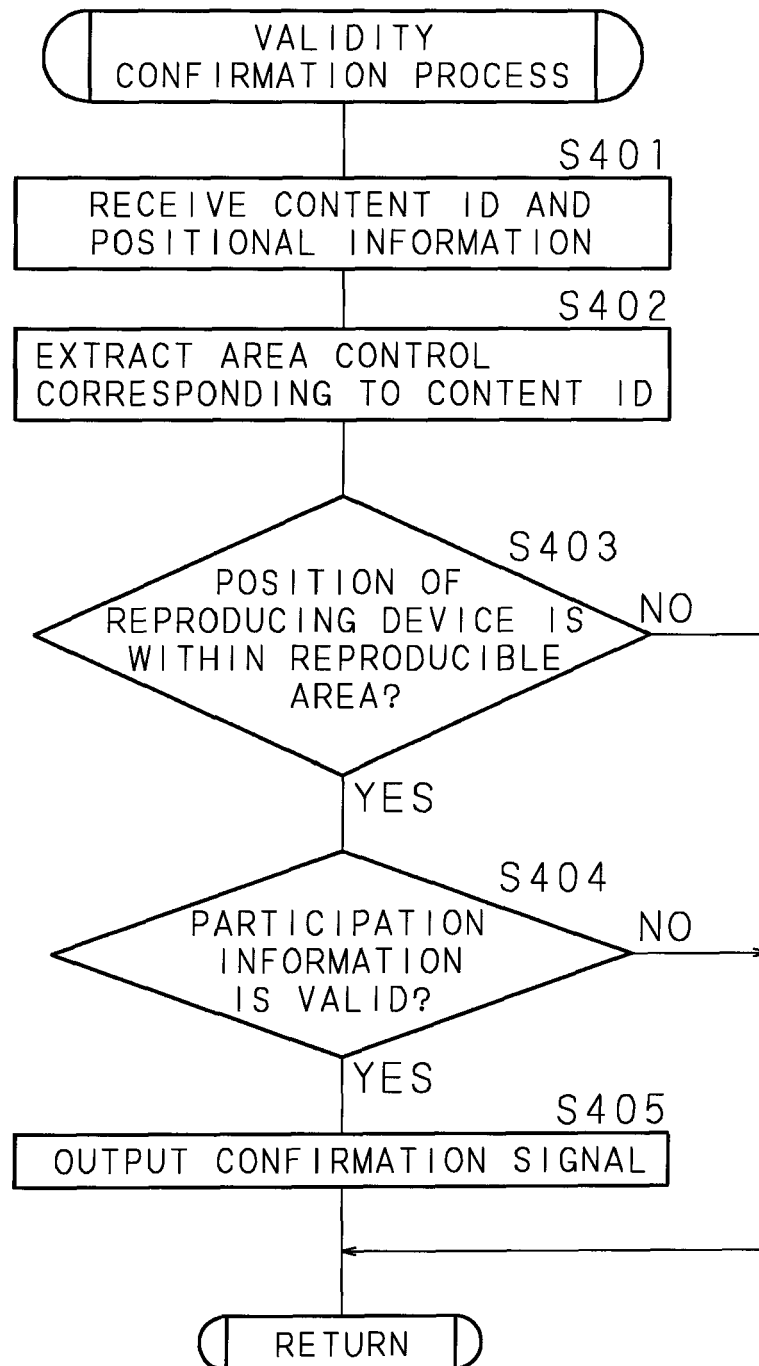 VALIDITY
CONFIRMATION PROCESS
S401
RECEIVE CONTENT ID AND
POSITIONAL INFORMATION
S402
EXTRACT AREA CONTROL
CORRESPONDING TO CONTENT ID
S403
POSITION OF
REPRODUCING DEVICE IS
WITHIN REPRODUCIBLE
AREA?
NO
YES
S404
PARTICIPATION
INFORMATION
IS VALID?
NO
YES
S405
OUTPUT CONFIRMATION SIGNAL
RETURN